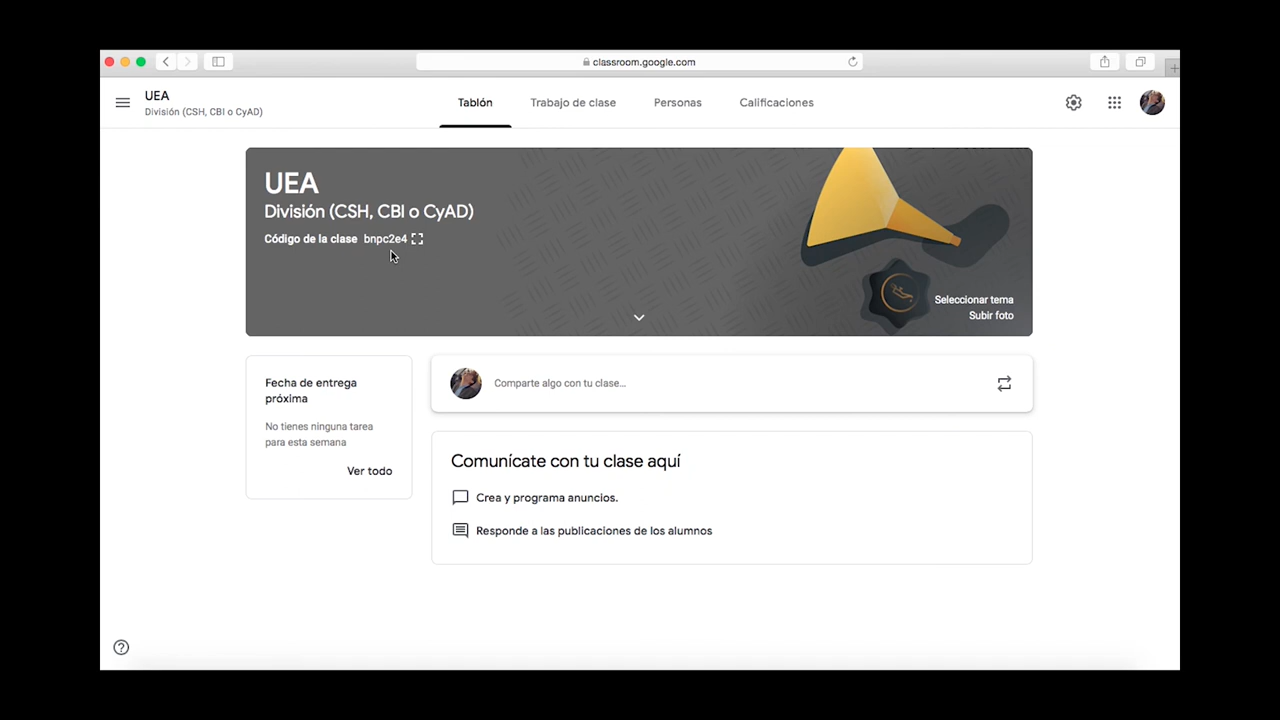 classroom.google.com
UEA
División (CSH, CBI o CyAD)
Tablón
Trabajo de clase
Personas
Calificaciones
UEA
División (CSH, CBI o CyAD)
Código de la clase bnpc2e4
Seleccionar tema
Subir foto
Fecha de entrega
próxima
No tienes ninguna tarea
para esta semana
Ver todo
Comparte algo con tu clase...
Comunícate con tu clase aquí
Crea y programa anuncios.
Responde a las publicaciones de los alumnos